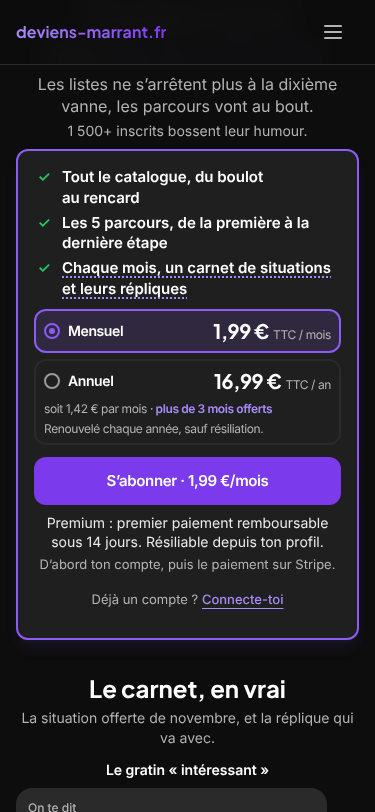 deviens-marrant.fr
Les listes ne s’arrêtent plus à la dixième
vanne, les parcours vont au bout.
1 500+ inscrits bossent leur humour.
Tout le catalogue, du boulot
au rencard
Les 5 parcours, de la première à la
dernière étape
Chaque mois, un carnet de situations
et leurs répliques
Mensuel 1,99 € TTC / mois
Annuel 16,99 € TTC / an
soit 1,42 € par mois · plus de 3 mois offerts
Renouvelé chaque année, sauf résiliation.
S’abonner · 1,99 €/mois
Premium : premier paiement remboursable
sous 14 jours. Résiliable depuis ton profil.
D’abord ton compte, puis le paiement sur Stripe.
Déjà un compte ? Connecte-toi
Le carnet, en vrai
La situation offerte de novembre, et la réplique qui
va avec.
Le gratin « intéressant »
On te dit